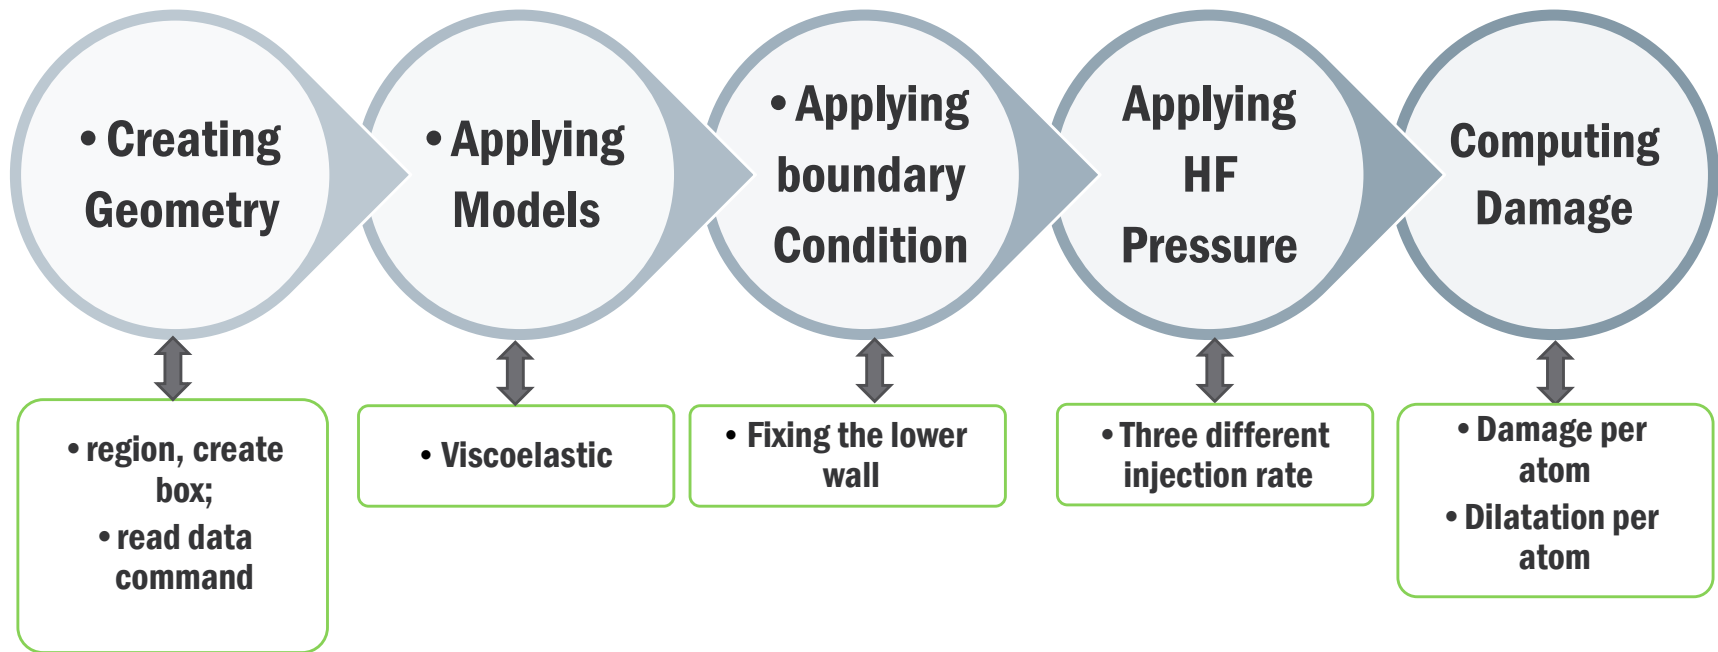 • Creating
Geometry
• Applying
Models
• Applying
boundary
Condition
Applying
HF
Pressure
Computing
Damage
• region, create
box;
• read data
command
• Viscoelastic
• Fixing the lower
wall
• Three different
injection rate
• Damage per
atom
• Dilatation per
atom